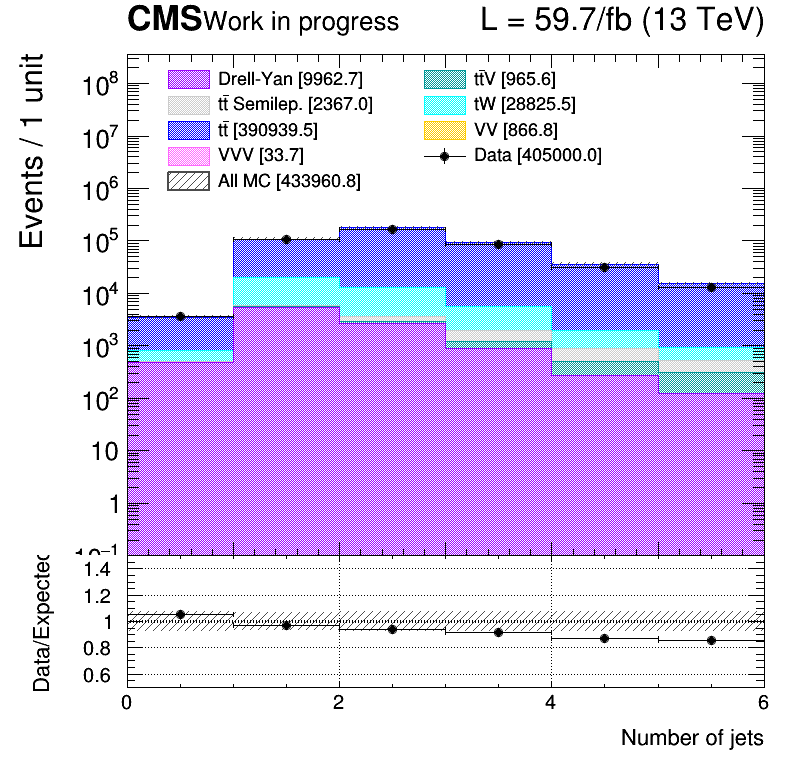 CMS Work in progress L = 59.7/fb (13 TeV)
Events / 1 unit
Drell-Yan [9962.7] tt̄V [965.6]
tt̄ Semilep. [2367.0] tW [28825.5]
tt̄ [390939.5] VV [866.8]
VVV [33.7] Data [405000.0]
All MC [433960.8]
10⁸
10⁷
10⁶
10⁵
10⁴
10³
10²
10
1
10⁻¹
Data/Expected
1.4
1.2
1
0.8
0.6
0 2 4 6
Number of jets